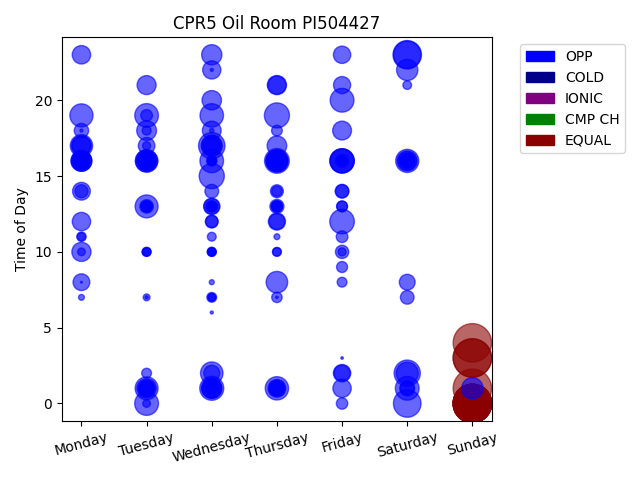 CPR5 Oil Room PI504427
OPP
COLD
IONIC
CMP CH
EQUAL
Time of Day
20
15
10
5
0
Monday
Tuesday
Wednesday
Thursday
Friday
Saturday
Sunday